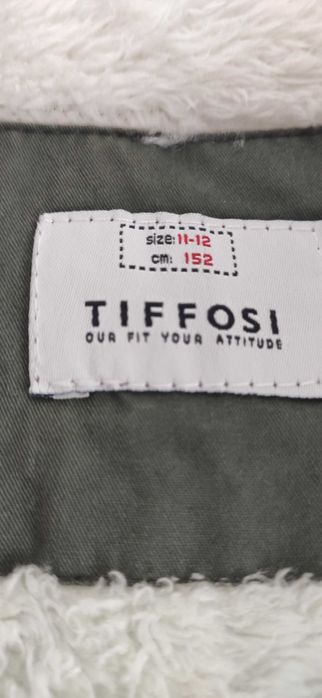 size: 11-12
cm: 152
TIFFOSI
OUR FIT YOUR ATTITUDE